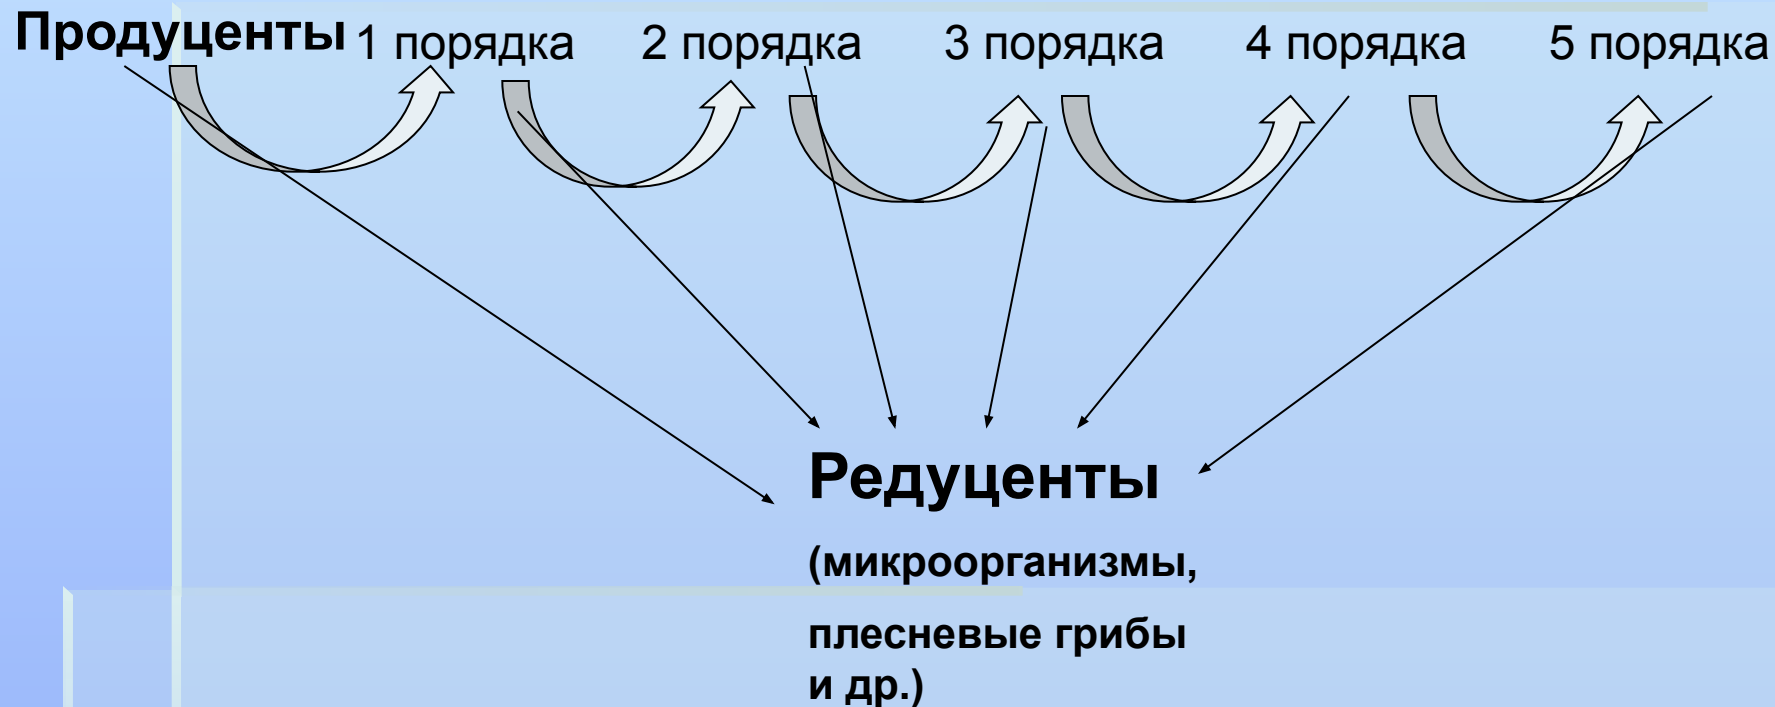 Продуценты 1 порядка 2 порядка 3 порядка 4 порядка 5 порядка
Редуценты
(микроорганизмы,
плесневые грибы
и др.)